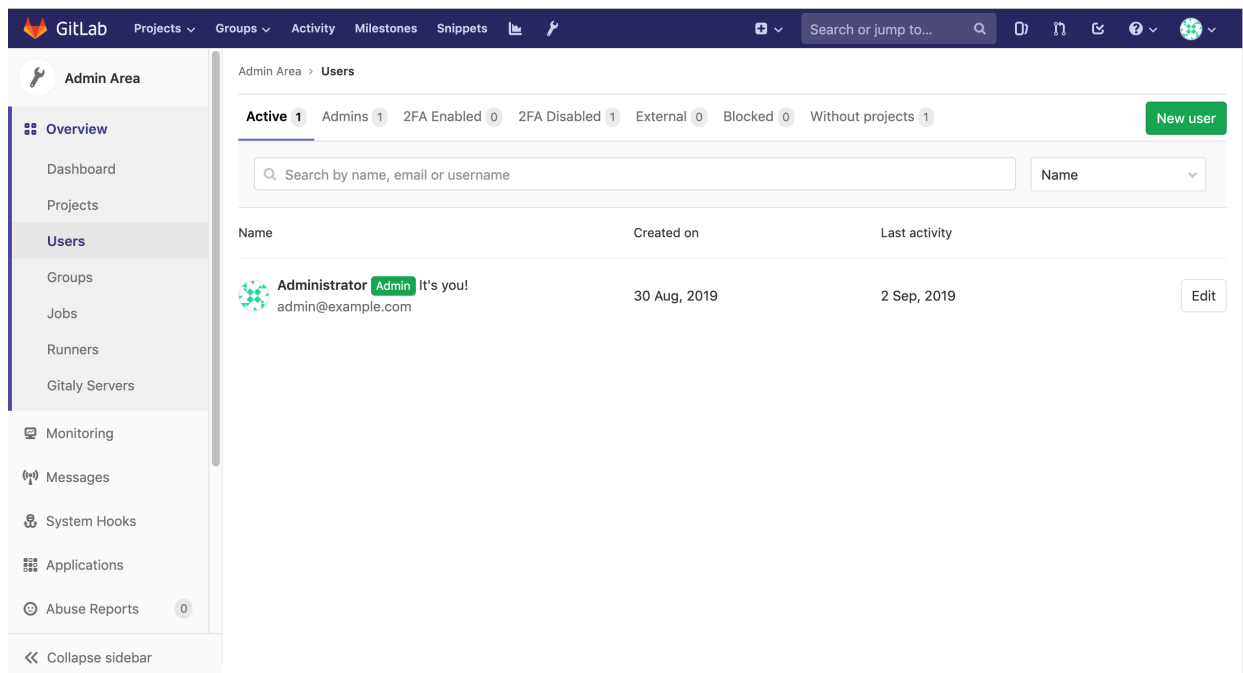 GitLab Projects Groups Activity Milestones Snippets Search or jump to...
Admin Area
Overview
Dashboard
Projects
Users
Groups
Jobs
Runners
Gitaly Servers
Monitoring
Messages
System Hooks
Applications
Abuse Reports 0
Collapse sidebar
Admin Area › Users
Active 1 Admins 1 2FA Enabled 0 2FA Disabled 1 External 0 Blocked 0 Without projects 1 New user
Search by name, email or username Name
Name Created on Last activity
Administrator Admin It's you!
admin@example.com
30 Aug, 2019 2 Sep, 2019 Edit